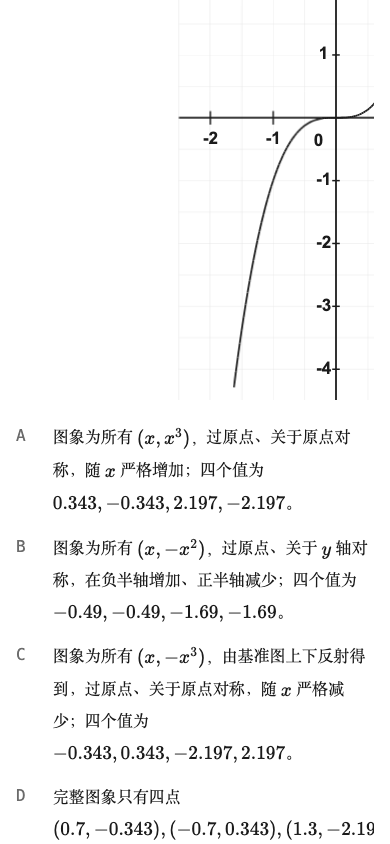 1
-2 -1 0
-1
-2
-3
-4
A 图象为所有 (x, x³)，过原点、关于原点对
称，随 x 严格增加；四个值为
0.343, −0.343, 2.197, −2.197。
B 图象为所有 (x, −x²)，过原点、关于 y 轴对
称，在负半轴增加、正半轴减少；四个值为
−0.49, −0.49, −1.69, −1.69。
C 图象为所有 (x, −x³)，由基准图上下反射得
到，过原点、关于原点对称，随 x 严格减
少；四个值为
−0.343, 0.343, −2.197, 2.197。
D 完整图象只有四点
(0.7, −0.343), (−0.7, 0.343), (1.3, −2.19